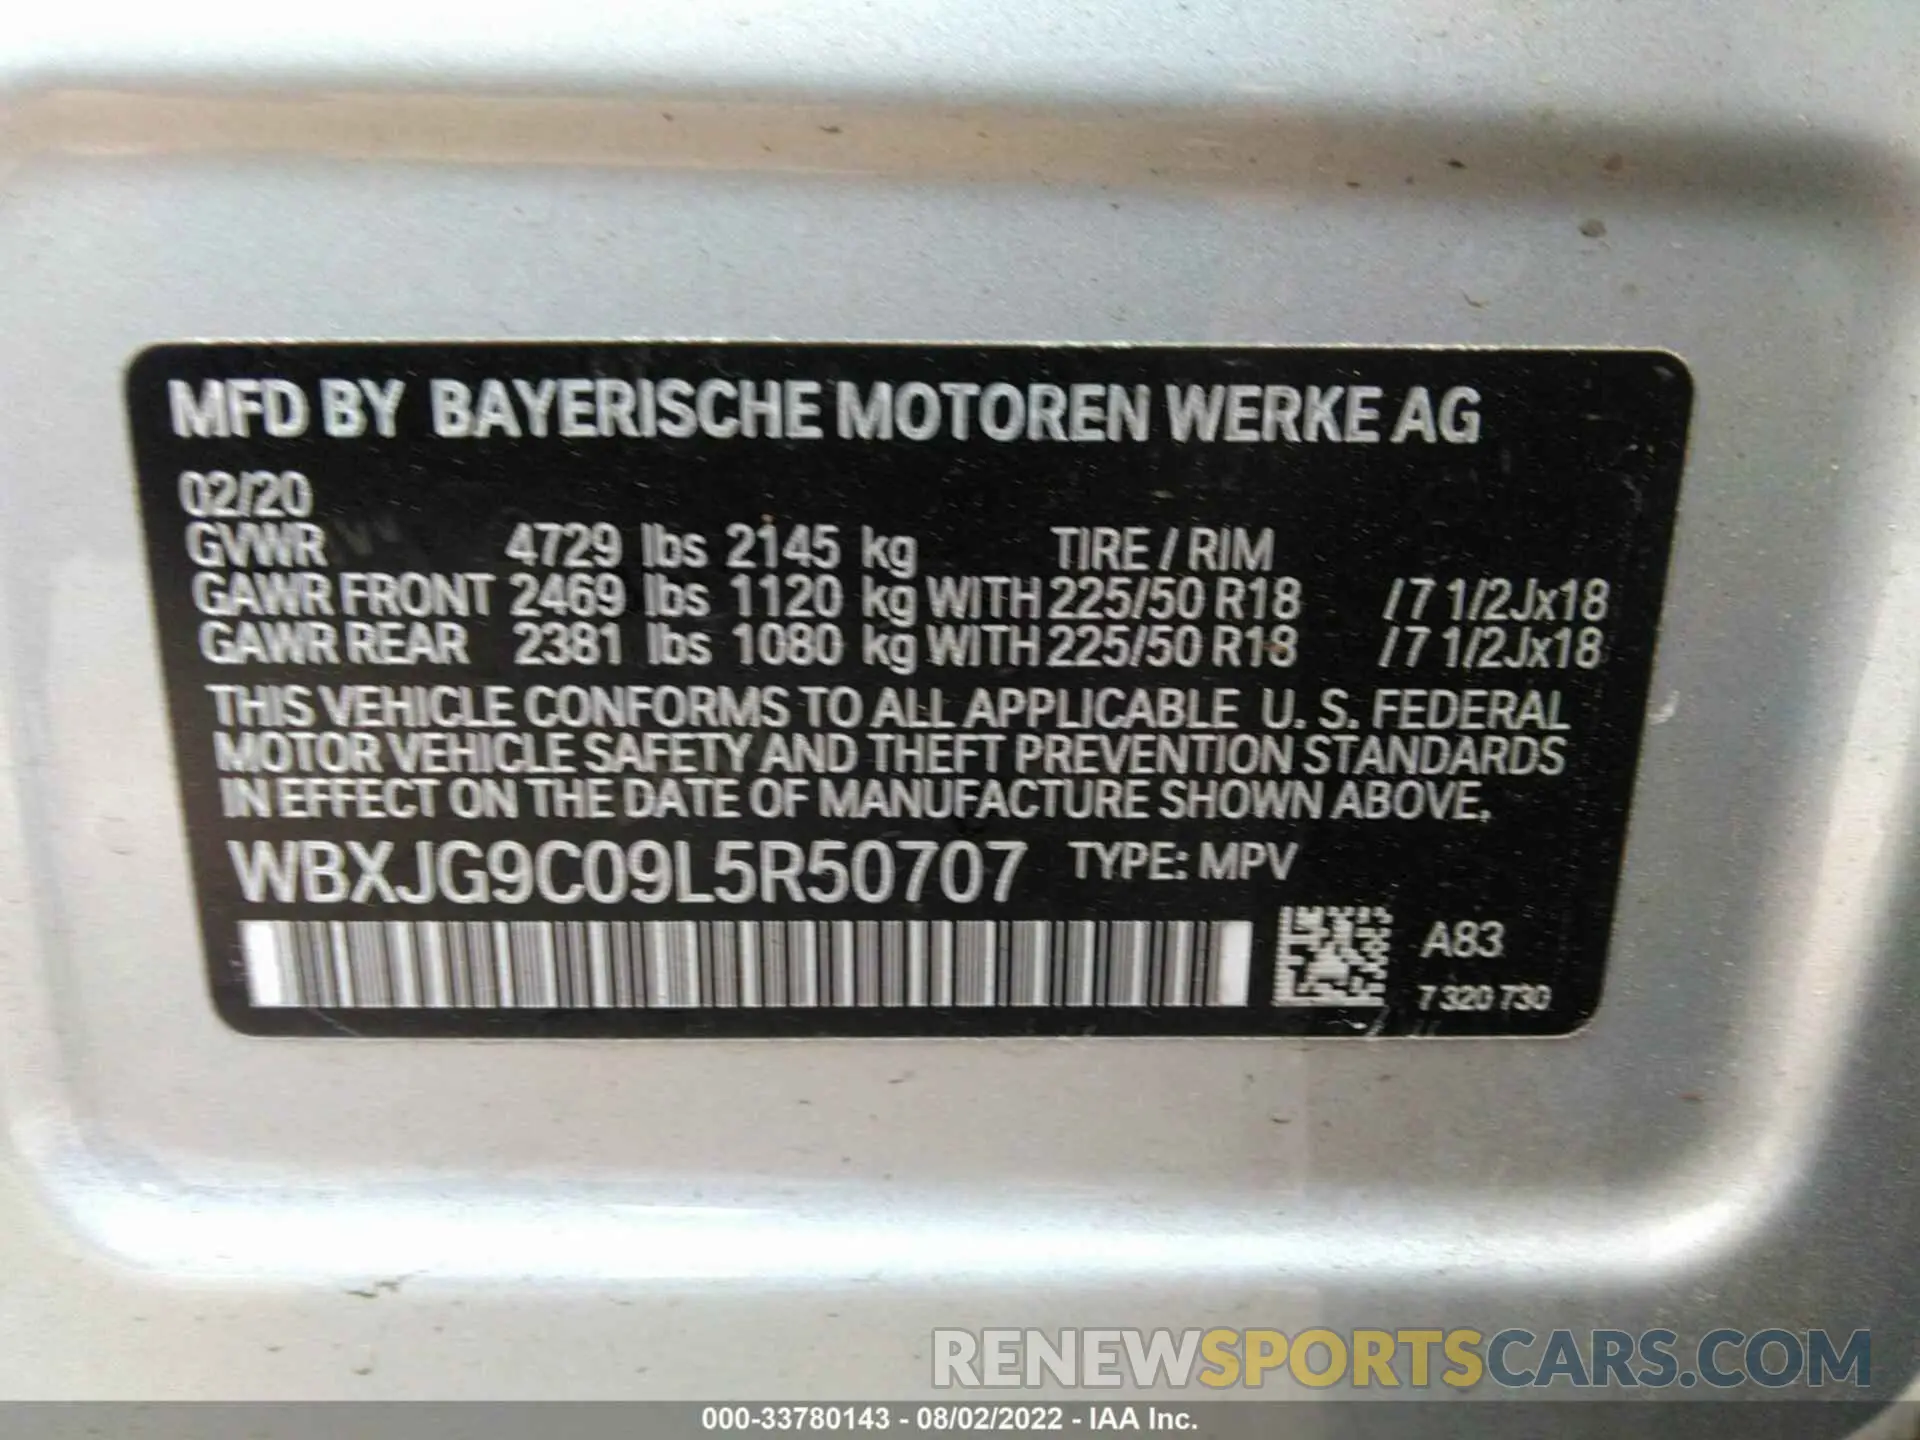 MFD BY BAYERISCHE MOTOREN WERKE AG
02/20
GVWR 4729 lbs 2145 kg TIRE / RIM
GAWR FRONT 2469 lbs 1120 kg WITH 225/50 R18 /7 1/2Jx18
GAWR REAR 2381 lbs 1080 kg WITH 225/50 R18 /7 1/2Jx18
THIS VEHICLE CONFORMS TO ALL APPLICABLE U. S. FEDERAL
MOTOR VEHICLE SAFETY AND THEFT PREVENTION STANDARDS
IN EFFECT ON THE DATE OF MANUFACTURE SHOWN ABOVE.
WBXJG9C09L5R50707 TYPE: MPV
A83
7 320 730
RENEWSPORTSCARS.COM
000-33780143 - 08/02/2022 - IAA Inc.